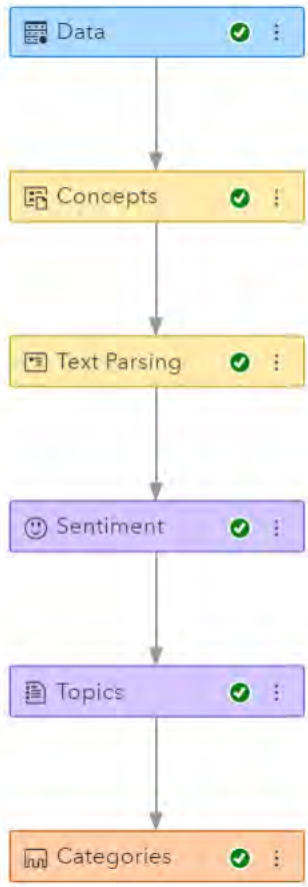 Data
Concepts
Text Parsing
Sentiment
Topics
Categories